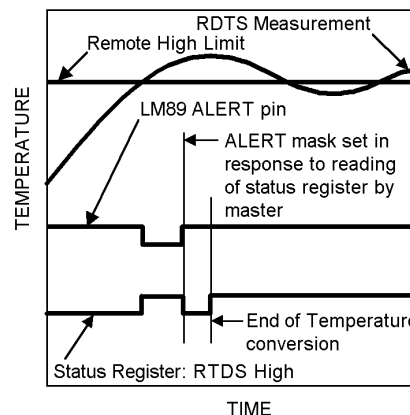 RDTS Measurement
Remote High Limit
LM89 ALERT pin
ALERT mask set in
response to reading
of status register by
master
TEMPERATURE
End of Temperature
conversion
Status Register: RTDS High
TIME